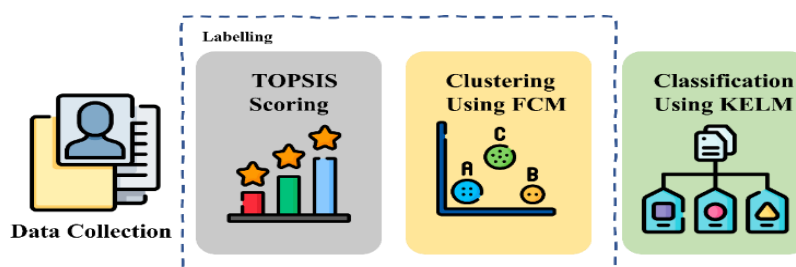 Labelling
TOPSIS
Scoring
Clustering
Using FCM
C
A
B
Classification
Using KELM
Data Collection